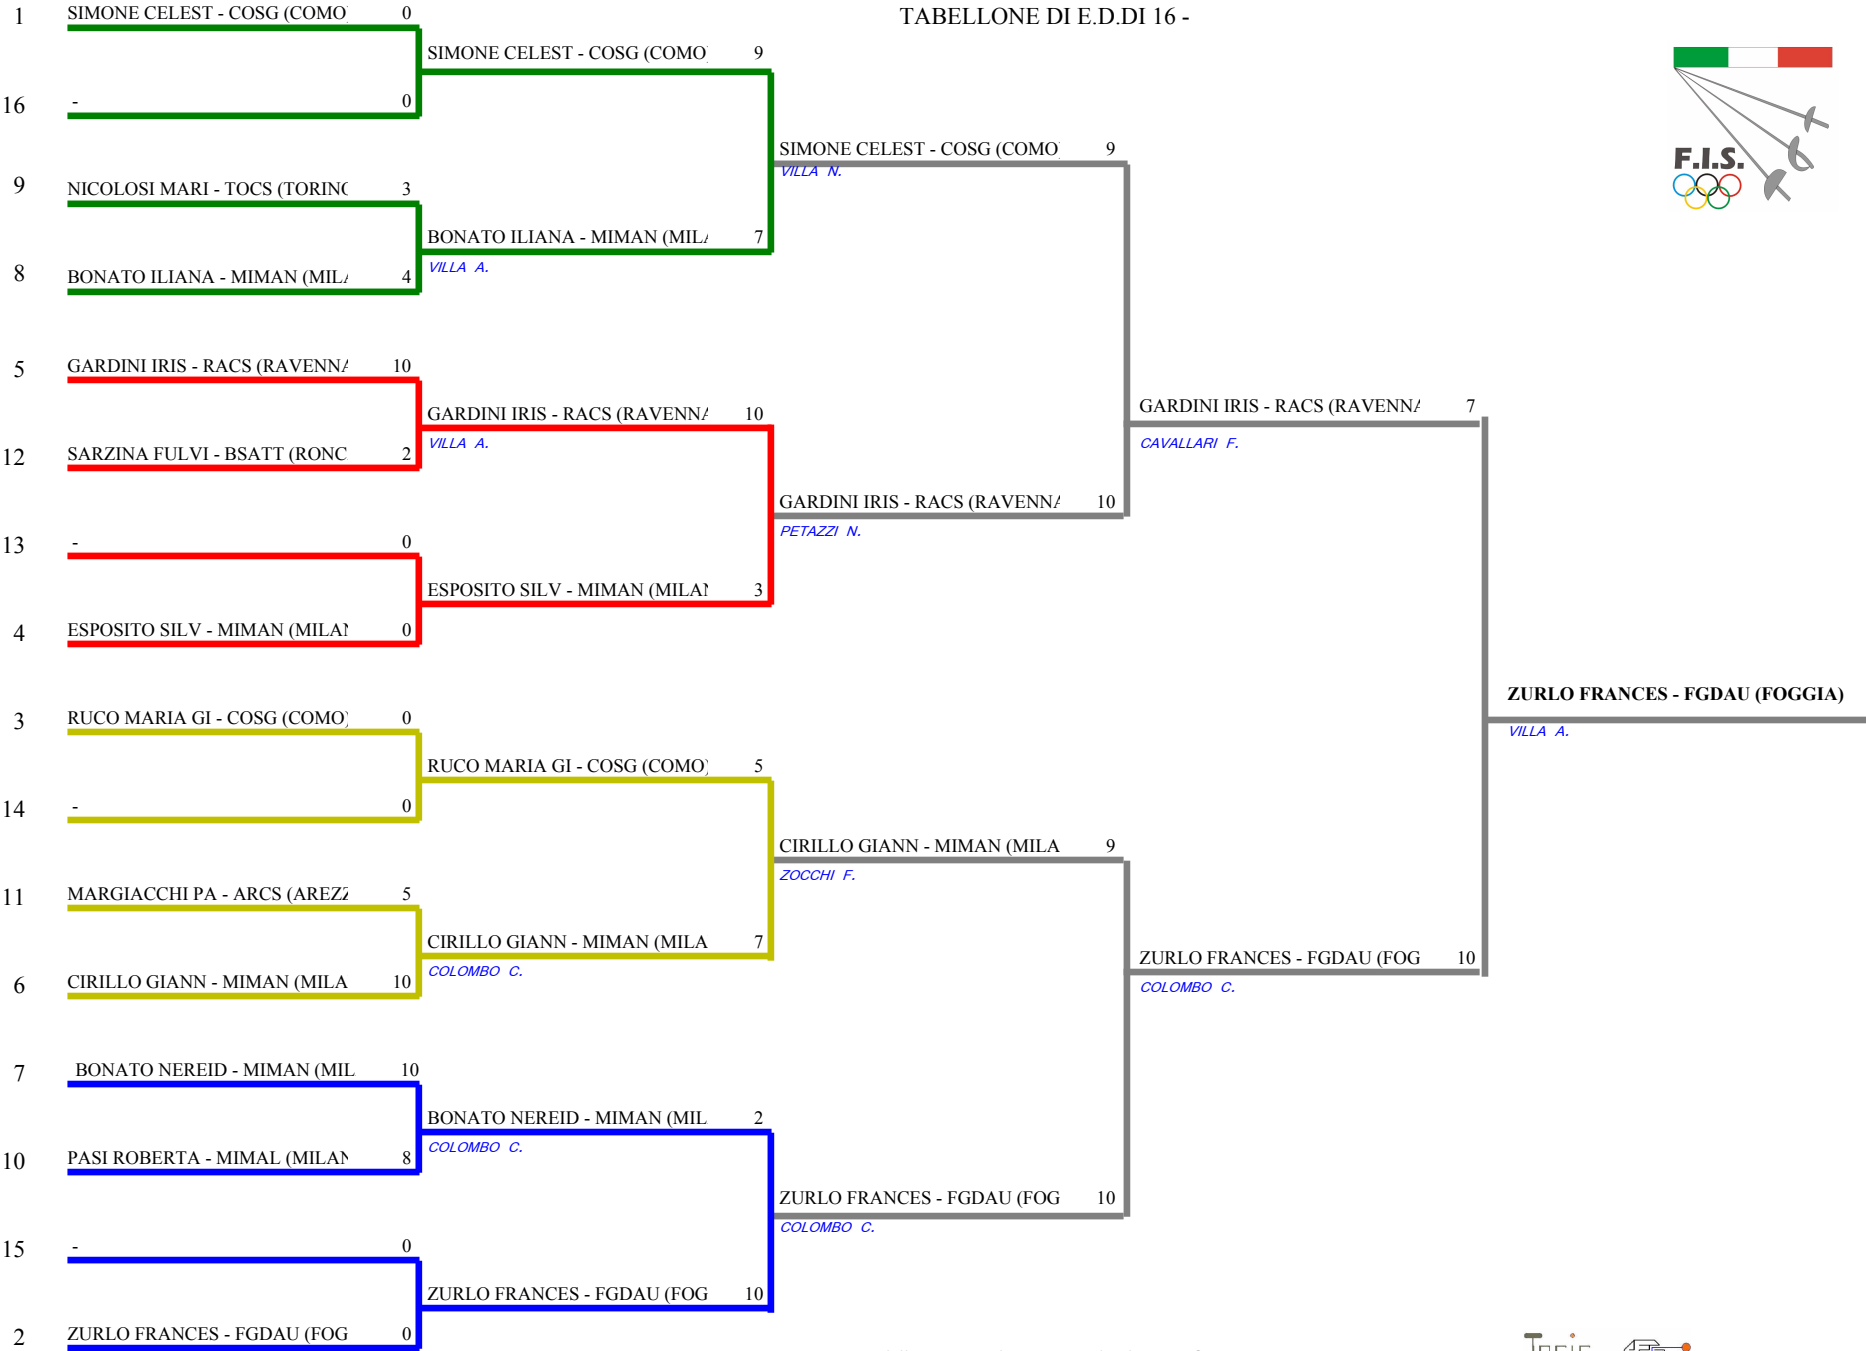 TABELLONE DI E.D.DI 16 -
1 SIMONE CELEST - COSG (COMO) 0
SIMONE CELEST - COSG (COMO) 9
16 - 0
SIMONE CELEST - COSG (COMO) 9
VILLA N.
F.I.S.
9 NICOLOSI MARI - TOCS (TORINO 3
BONATO ILIANA - MIMAN (MILA 7
VILLA A.
8 BONATO ILIANA - MIMAN (MILA 4
5 GARDINI IRIS - RACS (RAVENNA 10
GARDINI IRIS - RACS (RAVENNA 10
VILLA A.
GARDINI IRIS - RACS (RAVENNA 7
CAVALLARI F.
12 SARZINA FULVI - BSATT (RONC 2
GARDINI IRIS - RACS (RAVENNA 10
PETAZZI N.
13 - 0
ESPOSITO SILV - MIMAN (MILAN 3
4 ESPOSITO SILV - MIMAN (MILAN 0
ZURLO FRANCES - FGDAU (FOGGIA)
VILLA A.
3 RUCO MARIA GI - COSG (COMO) 0
RUCO MARIA GI - COSG (COMO) 5
14 - 0
CIRILLO GIANN - MIMAN (MILA 9
ZOCCHI F.
11 MARGIACCHI PA - ARCS (AREZZ 5
CIRILLO GIANN - MIMAN (MILA 7
COLOMBO C.
ZURLO FRANCES - FGDAU (FOG 10
COLOMBO C.
6 CIRILLO GIANN - MIMAN (MILA 10
7 BONATO NEREID - MIMAN (MIL 10
BONATO NEREID - MIMAN (MIL 2
COLOMBO C.
10 PASI ROBERTA - MIMAL (MILAN 8
ZURLO FRANCES - FGDAU (FOG 10
COLOMBO C.
15 - 0
ZURLO FRANCES - FGDAU (FOG 10
2 ZURLO FRANCES - FGDAU (FOG 0